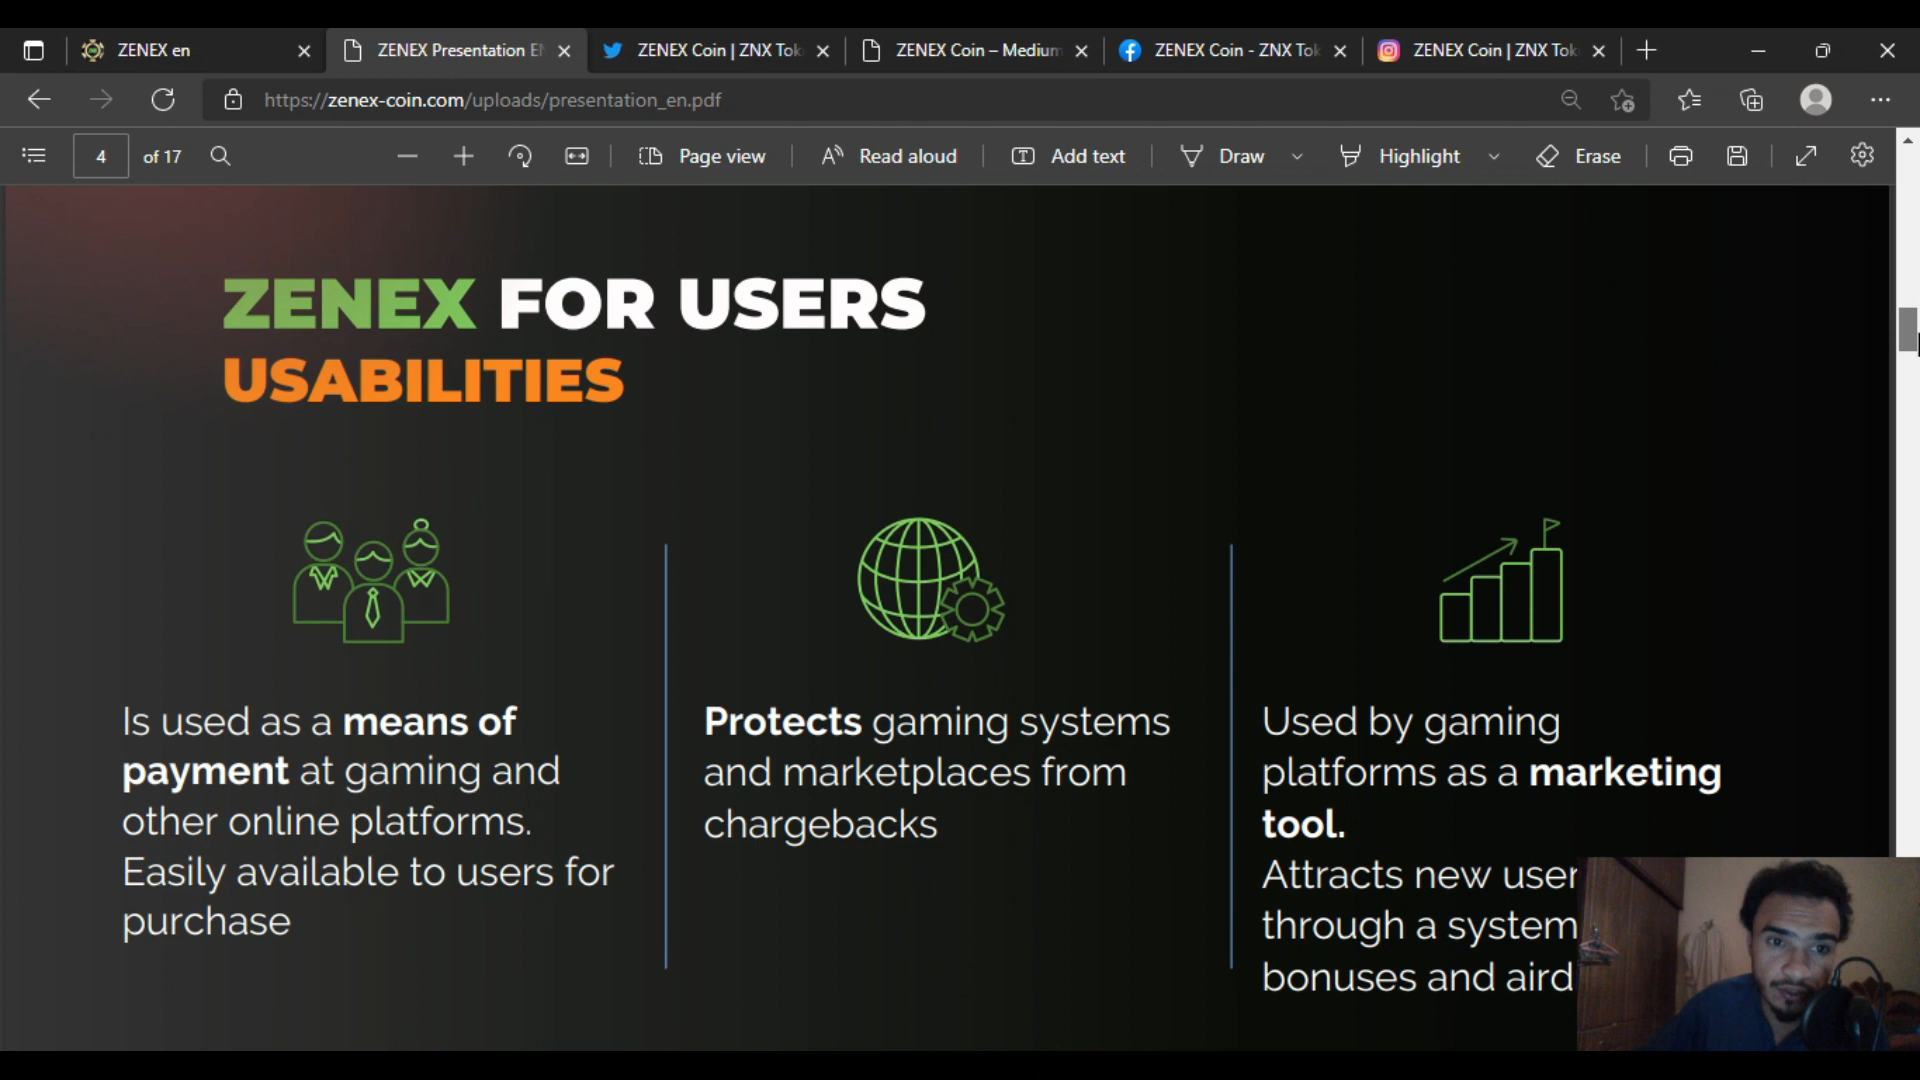 ZENEX en
ZENEX Presentation EN
ZENEX Coin | ZNX Tok
ZENEX Coin – Medium
ZENEX Coin - ZNX Tok
ZENEX Coin | ZNX Tok
https://zenex-coin.com/uploads/presentation_en.pdf
4 of 17
Page view
Read aloud
Add text
Draw
Highlight
Erase
ZENEX FOR USERS
USABILITIES
Is used as a means of
payment at gaming and
other online platforms.
Easily available to users for
purchase
Protects gaming systems
and marketplaces from
chargebacks
Used by gaming
platforms as a marketing
tool.
Attracts new user
through a system
bonuses and aird